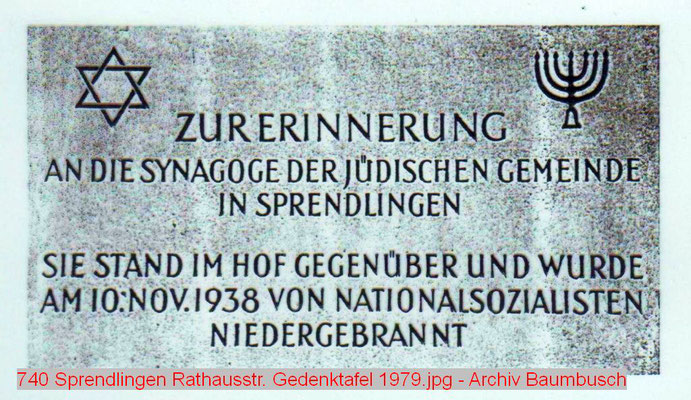 ZUR ERINNERUNG
AN DIE SYNAGOGE DER JÜDISCHEN GEMEINDE
IN SPRENDLINGEN
SIE STAND IM HOF GEGENÜBER UND WURDE
AM 10. NOV. 1938 VON NATIONALSOZIALISTEN
NIEDERGEBRANNT
740 Sprendlingen Rathausstr. Gedenktafel 1979.jpg - Archiv Baumbusch